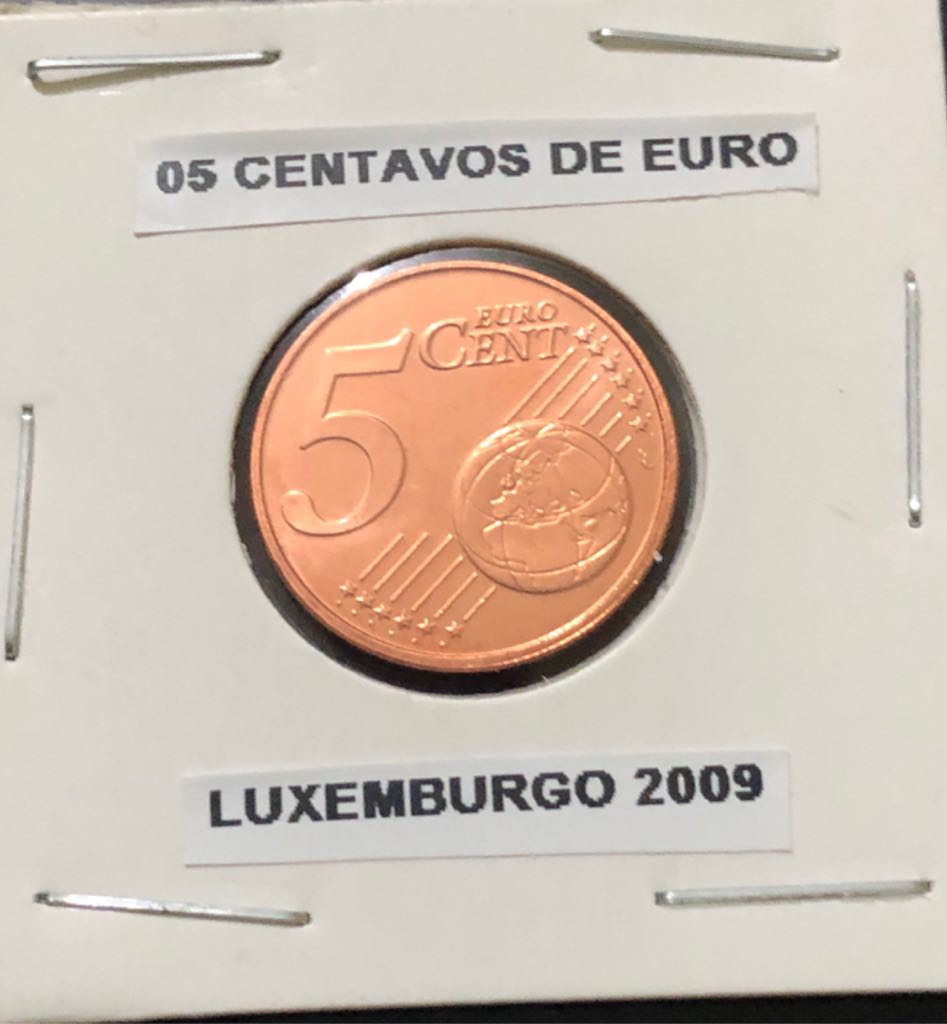 05 CENTAVOS DE EURO
5 EURO
CENT
LUXEMBURGO 2009